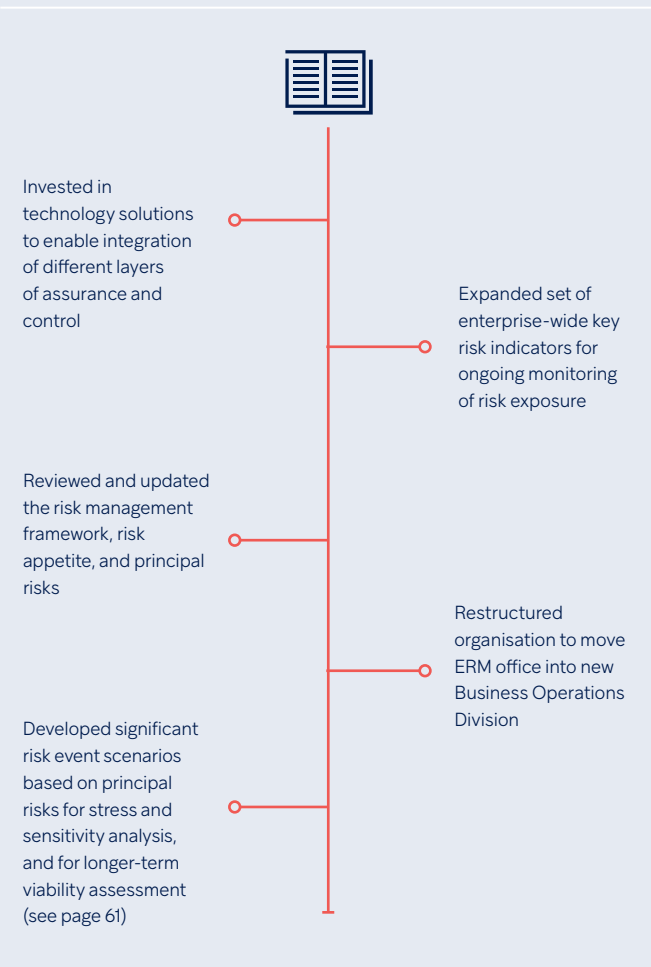 Invested in
technology solutions
to enable integration
of different layers
of assurance and
control
Expanded set of
enterprise-wide key
risk indicators for
ongoing monitoring
of risk exposure
Reviewed and updated
the risk management
framework, risk
appetite, and principal
risks
Restructured
organisation to move
ERM office into new
Business Operations
Division
Developed significant
risk event scenarios
based on principal
risks for stress and
sensitivity analysis,
and for longer-term
viability assessment
(see page 61)